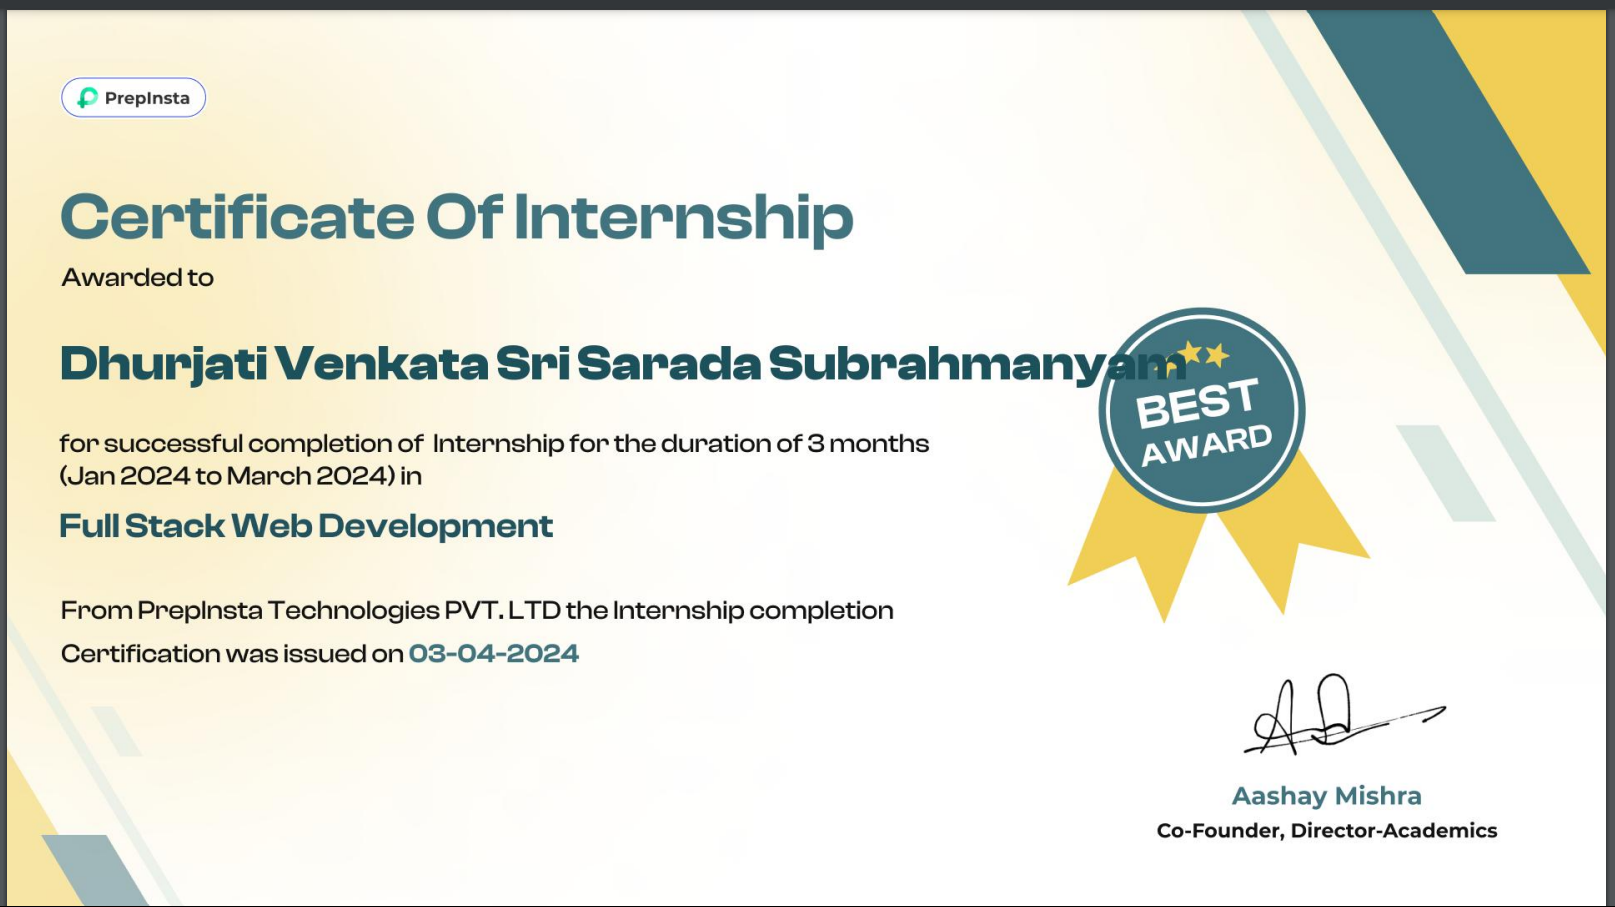 PrepInsta
Certificate Of Internship
Awarded to
Dhurjati Venkata Sri Sarada Subrahmanyam
for successful completion of  Internship for the duration of 3 months
(Jan 2024 to March 2024) in
Full Stack Web Development
From PrepInsta Technologies PVT. LTD the Internship completion
Certification was issued on 03-04-2024
BEST
AWARD
Aashay Mishra
Co-Founder, Director-Academics